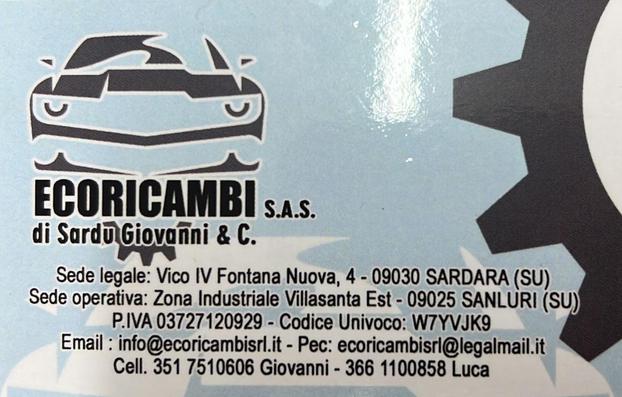 ECORICAMBI S.A.S.
di Sardu Giovanni & C.
Sede legale: Vico IV Fontana Nuova, 4 - 09030 SARDARA (SU)
Sede operativa: Zona Industriale Villasanta Est - 09025 SANLURI (SU)
P.IVA 03727120929 - Codice Univoco: W7YVJK9
Email : info@ecoricambisrl.it - Pec: ecoricambisrl@legalmail.it
Cell. 351 7510606 Giovanni - 366 1100858 Luca